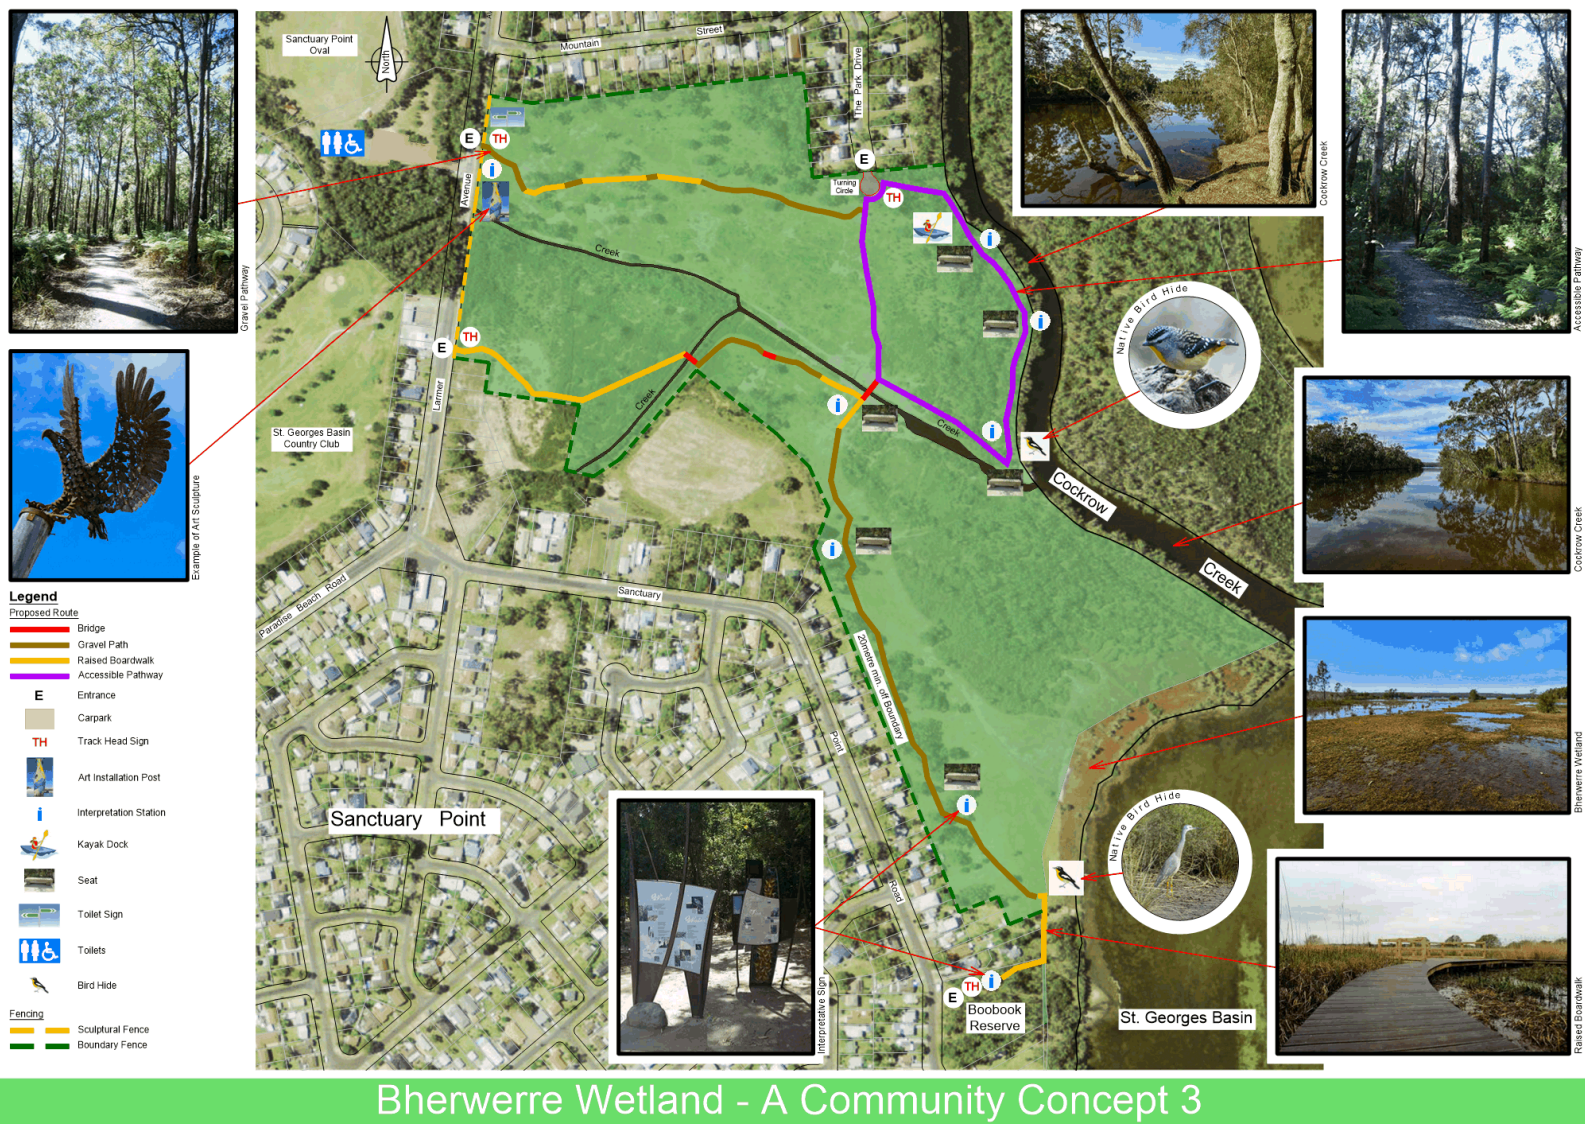 Sanctuary Point
Oval
North
Mountain
Street
The Park Drive
E
TH
i
Avenue
E
Turning
Circle
TH
i
Creek
i
TH
E
Larmer
Creek
i
Creek
i
St. Georges Basin
Country Club
Cockrow
Creek
i
Paradise Beach Road
Sanctuary
20metre min. off Boundary
Point
Road
i
Sanctuary Point
E
TH
i
Boobook
Reserve
St. Georges Basin
Gravel Pathway
Example of Art Sculpture
Cockrow Creek
Accessible Pathway
Native Bird Hide
Cockrow Creek
Bherwerre Wetland
Native Bird Hide
Raised Boardwalk
Interpretative Sign
Legend
Proposed Route
Bridge
Gravel Path
Raised Boardwalk
Accessible Pathway
E Entrance
Carpark
TH Track Head Sign
Art Installation Post
i Interpretation Station
Kayak Dock
Seat
Toilet Sign
Toilets
Bird Hide
Fencing
Sculptural Fence
Boundary Fence
Bherwerre Wetland - A Community Concept 3